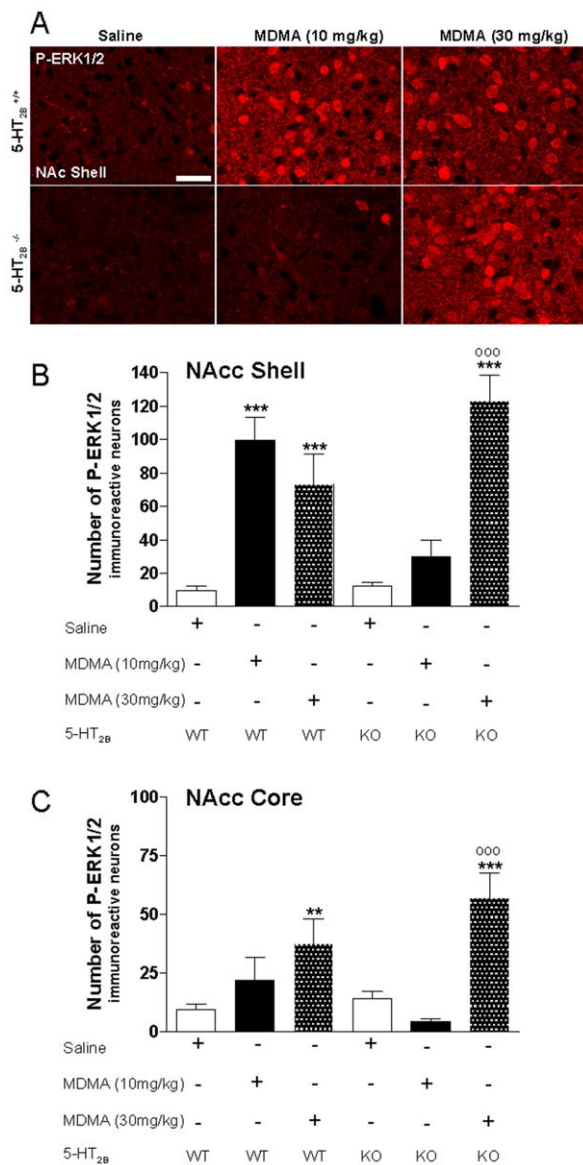 A
Saline MDMA (10 mg/kg) MDMA (30 mg/kg)
P-ERK1/2
5-HT2B +/+
NAc Shell
5-HT2B -/-
B
NAcc Shell
Number of P-ERK1/2
immunoreactive neurons
140
120
100
80
60
40
20
0
***
***
ooo
***
Saline + - - + - -
MDMA (10mg/kg) - + - - + -
MDMA (30mg/kg) - - + - - +
5-HT2B WT WT WT KO KO KO
C
NAcc Core
Number of P-ERK1/2
immunoreactive neurons
100
75
50
25
0
**
ooo
***
Saline + - - + - -
MDMA (10mg/kg) - + - - + -
MDMA (30mg/kg) - - + - - +
5-HT2B WT WT WT KO KO KO